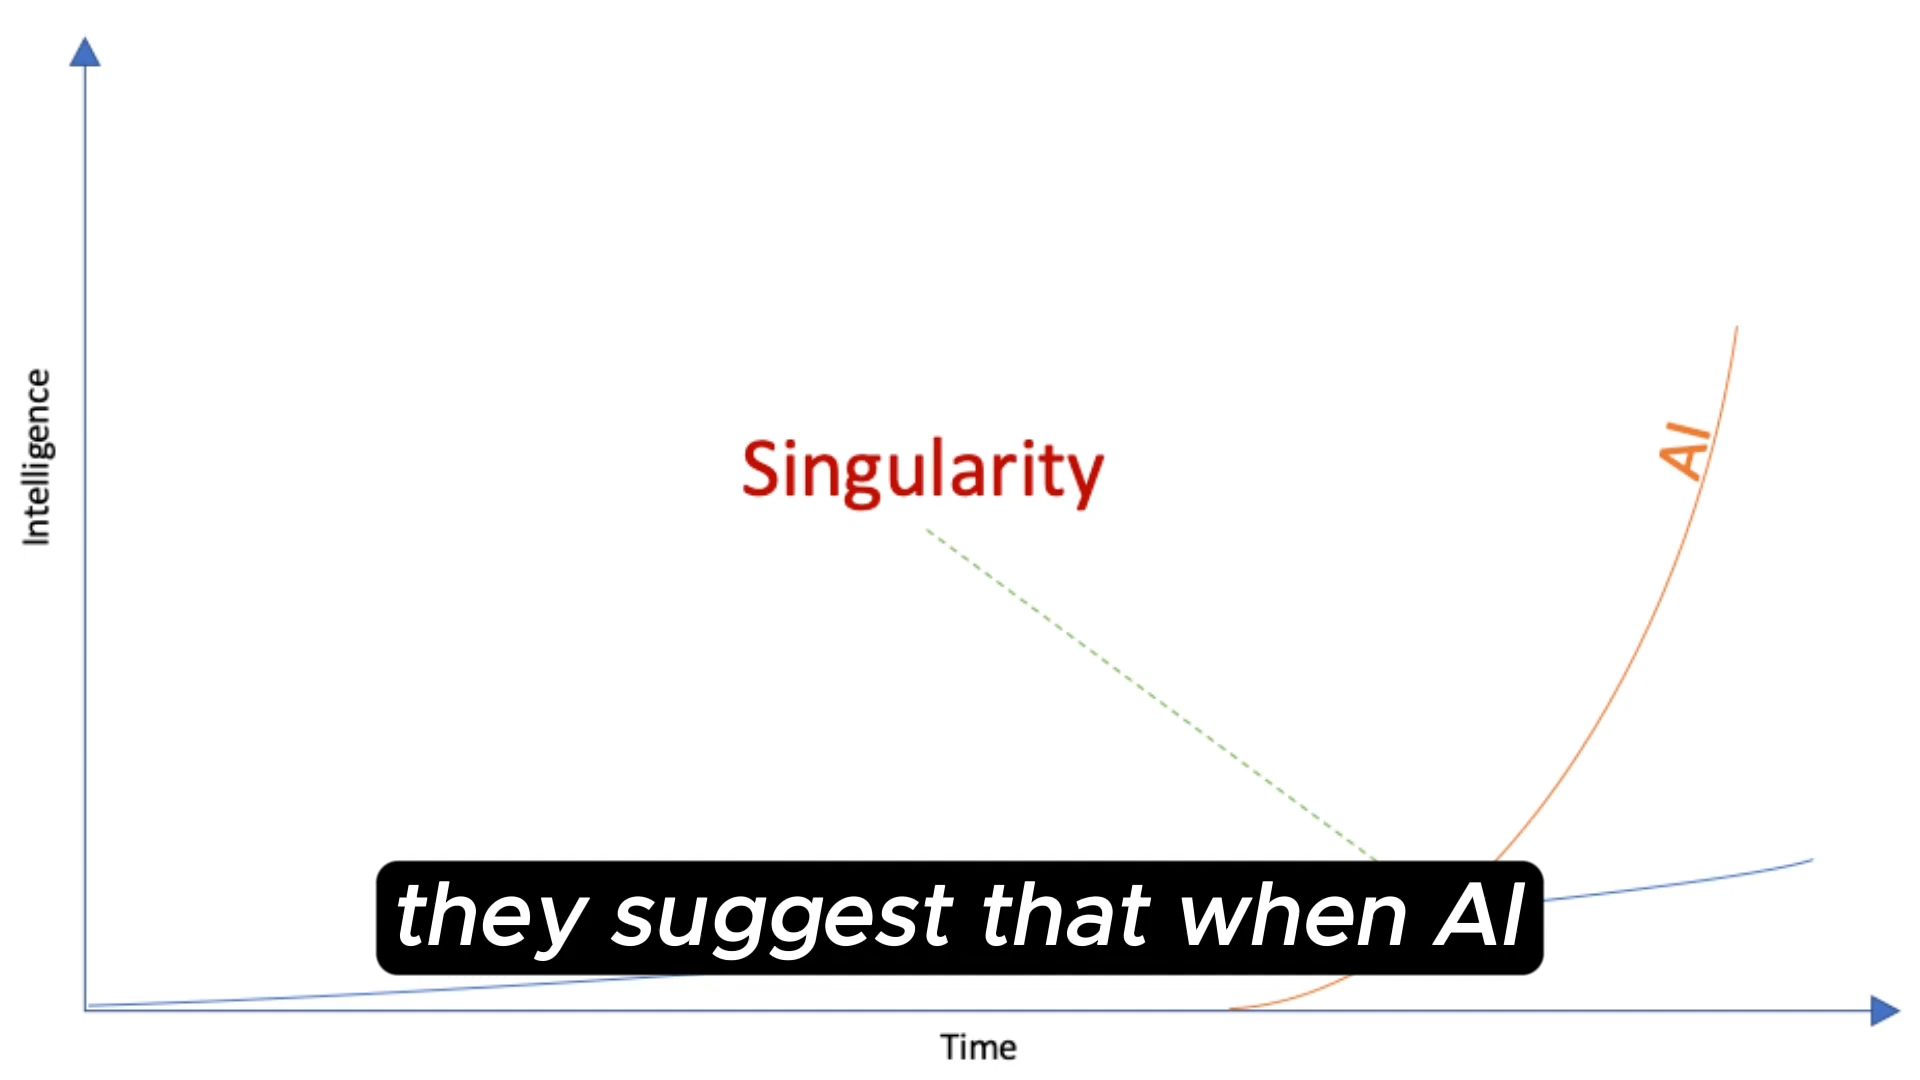 Intelligence
Singularity
AI
they suggest that when AI
Time